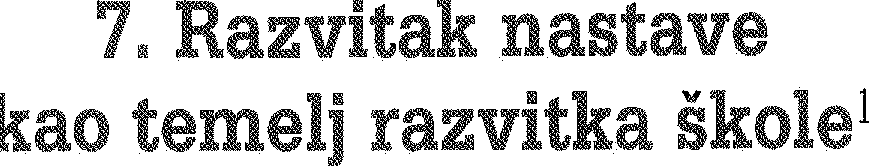 7. Razvitak nastave
kao temelj razvitka škole¹